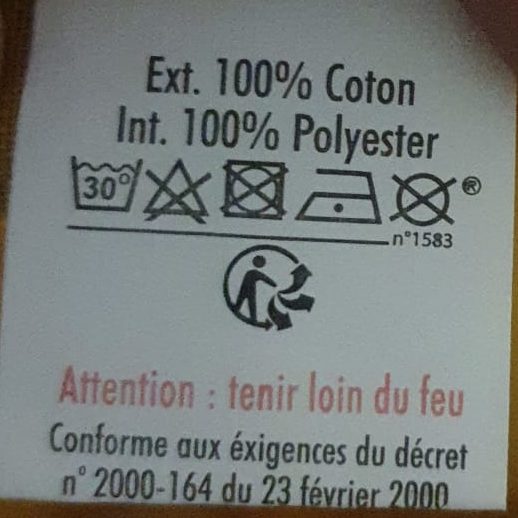 Ext. 100% Coton
Int. 100% Polyester
30° ®
n°1583
Attention : tenir loin du feu
Conforme aux éxigences du décret
n° 2000-164 du 23 février 2000